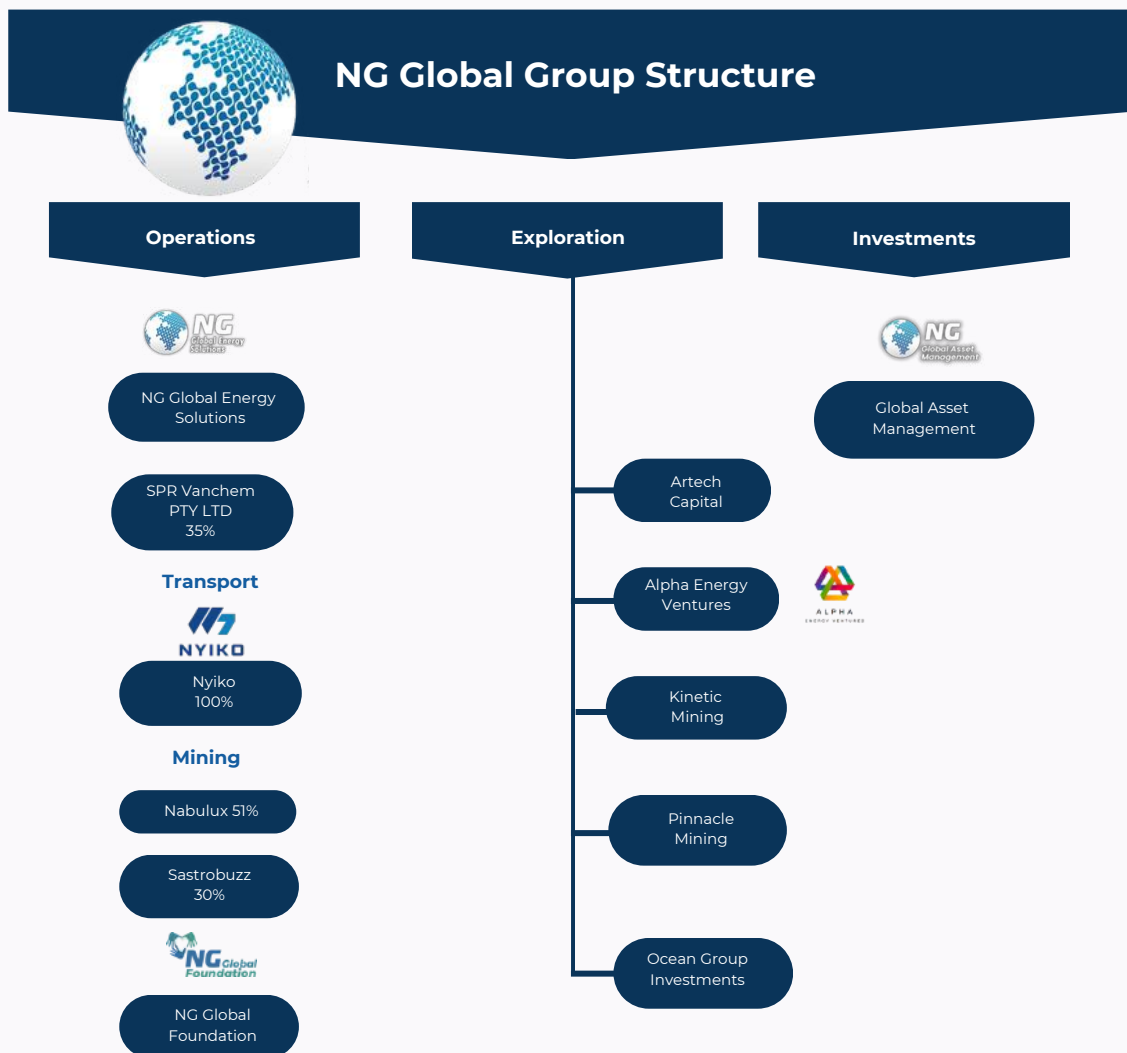 NG Global Group Structure
Operations
Exploration
Investments
NG
Global Energy
Solutions
NG Global Energy
Solutions
SPR Vanchem
PTY LTD
35%
Transport
NYIKO
Nyiko
100%
Mining
Nabulux 51%
Sastrobuzz
30%
NG Global
Foundation
NG Global
Foundation
Artech
Capital
Alpha Energy
Ventures
ALPHA
ENERGY VENTURES
Kinetic
Mining
Pinnacle
Mining
Ocean Group
Investments
NG
Global Asset
Management
Global Asset
Management